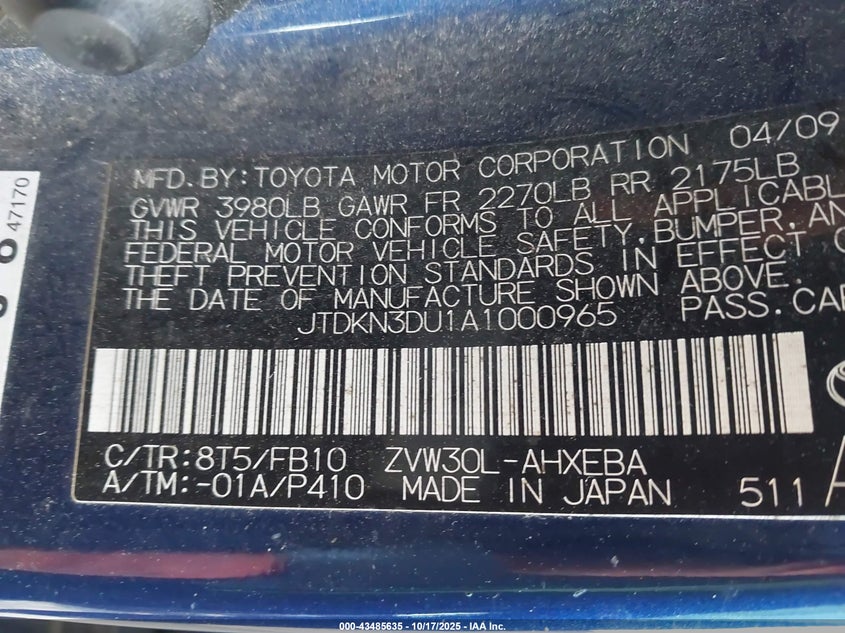 04/09
MFD.BY:TOYOTA MOTOR CORPORATION
GVWR 3980LB GAWR FR 2270LB RR 2175LB
THIS VEHICLE CONFORMS TO ALL APPLICABL
FEDERAL MOTOR VEHICLE SAFETY,BUMPER,AN
THEFT PREVENTION STANDARDS IN EFFECT O
THE DATE OF MANUFACTURE SHOWN ABOVE.
JTDKN3DU1A1000965 PASS.CAR
C/TR:8T5/FB10 ZVW30L-AHXEBA
A/TM:-01A/P410 MADE IN JAPAN 511
47170
000-43485635 - 10/17/2025 - IAA Inc.